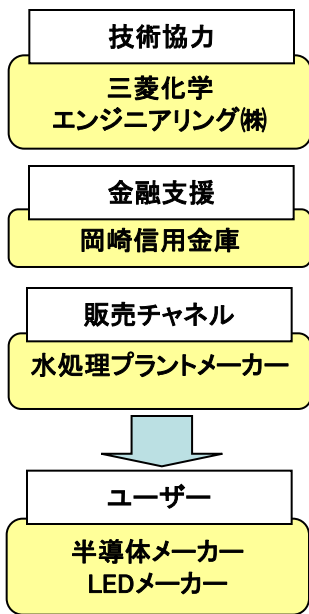 技術協力
三菱化学
エンジニアリング㈱
金融支援
岡崎信用金庫
販売チャネル
水処理プラントメーカー
ユーザー
半導体メーカー
LEDメーカー